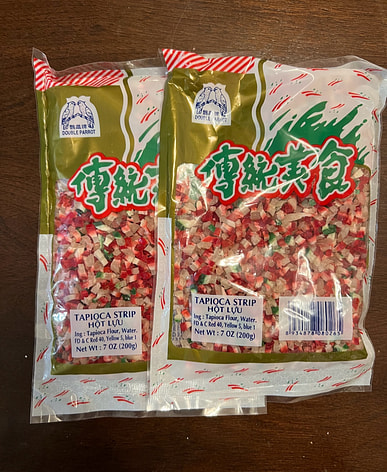 DOUBLE PARROT
傳統
TAPIOCA STRIP
HỘT LỰU
Ing : Tapioca Flour, Water,
FD & C Red 40, Yellow 5, blue 1
Net Wt : 7 OZ (200g)
DOUBLE PARROT
傳統美食
TAPIOCA STRIP
HỘT LỰU
Ing : Tapioca Flour, Water,
FD & C Red 40, Yellow 5, blue 1
Net Wt : 7 OZ (200g)